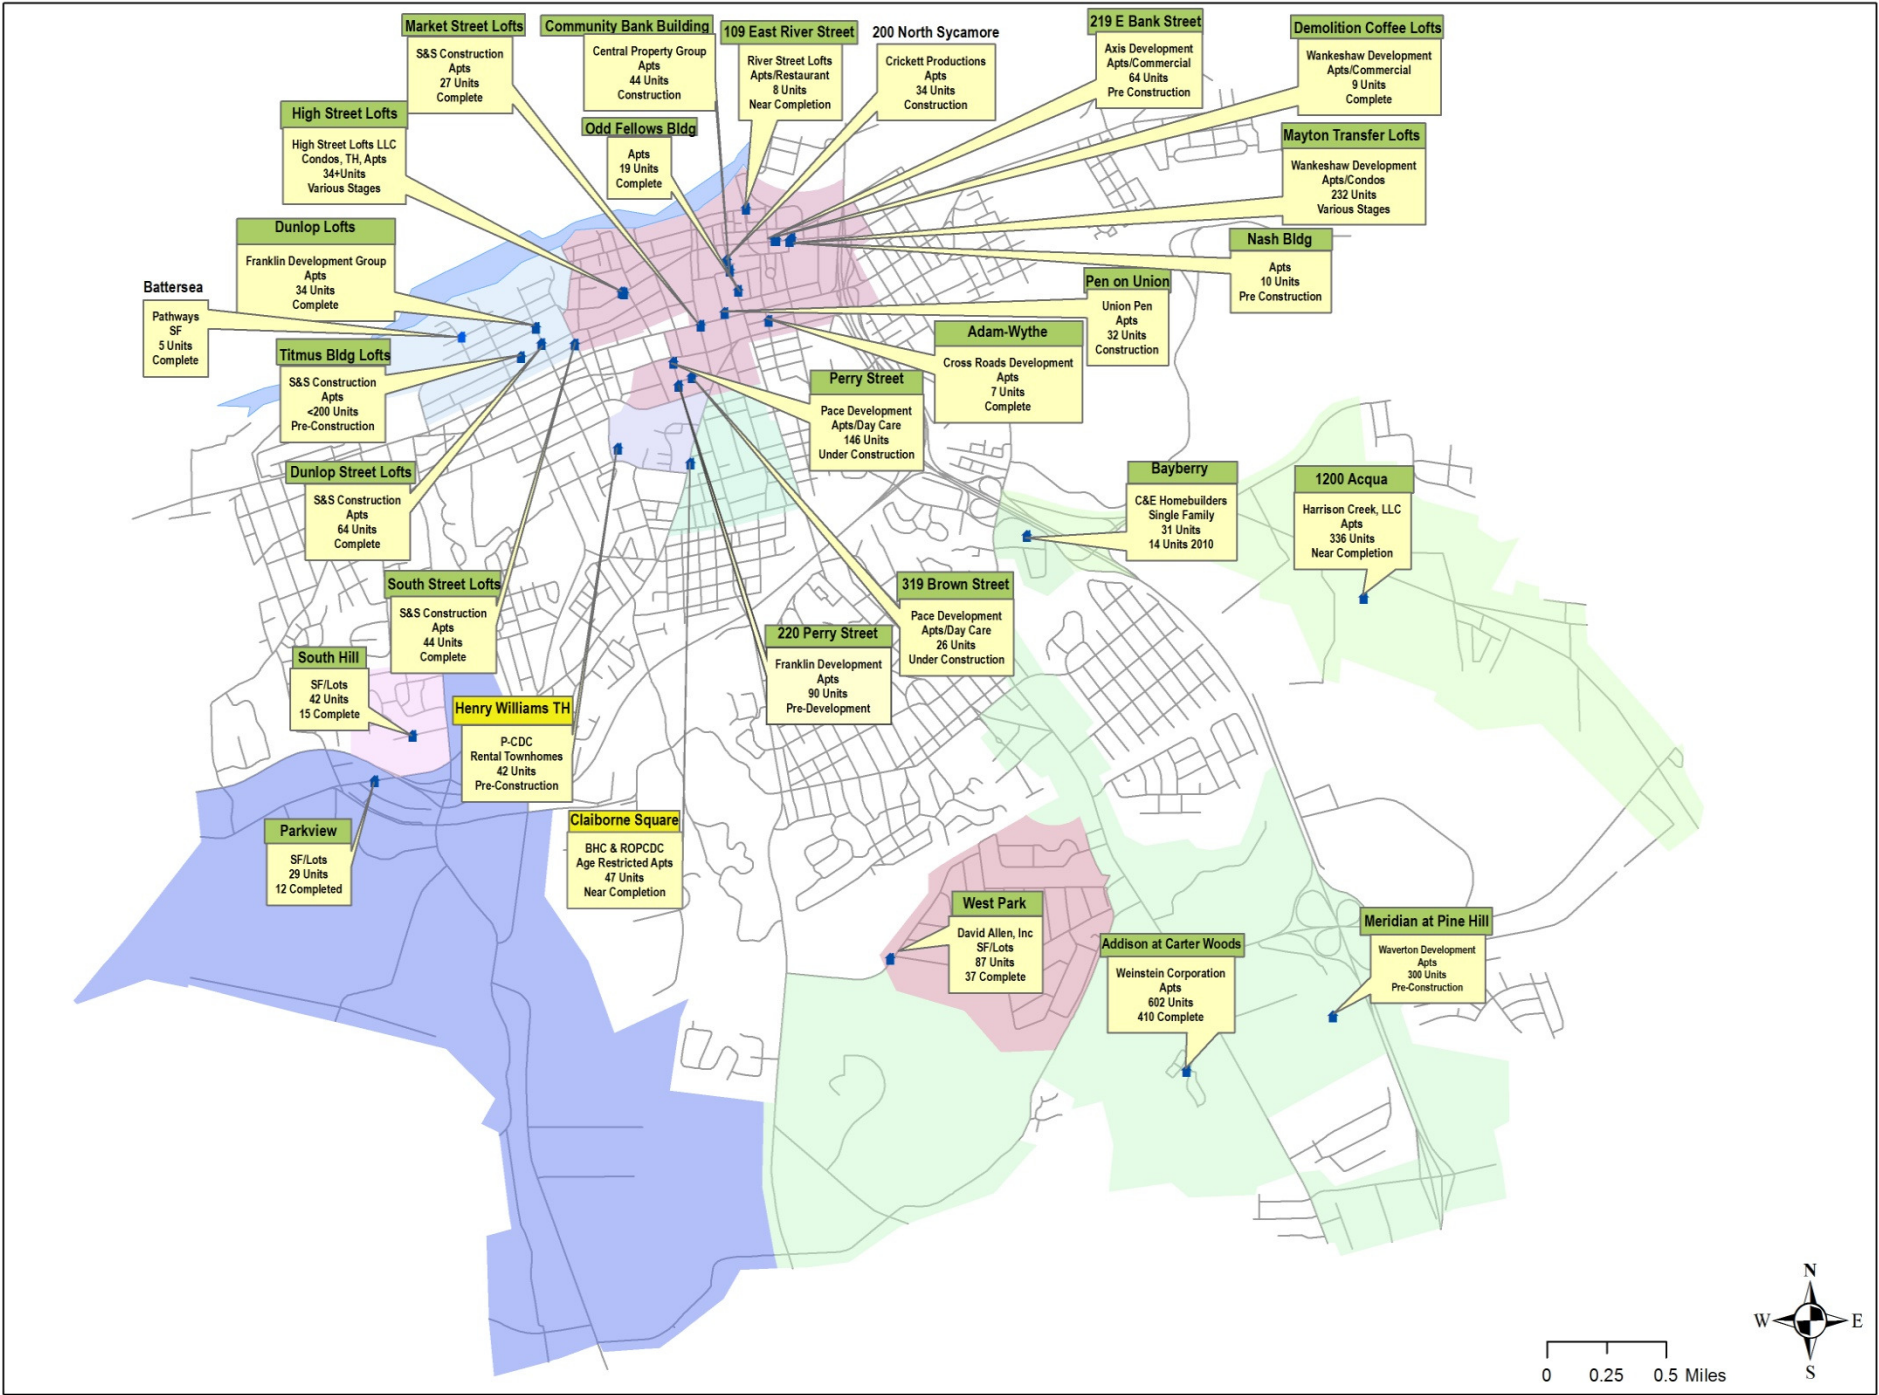 Market Street Lofts
S&S Construction
Apts
27 Units
Complete
Community Bank Building
Central Property Group
Apts
44 Units
Construction
109 East River Street
River Street Lofts
Apts/Restaurant
8 Units
Near Completion
200 North Sycamore
Crickett Productions
Apts
34 Units
Construction
219 E Bank Street
Axis Development
Apts/Commercial
64 Units
Pre Construction
Demolition Coffee Lofts
Wankeshaw Development
Apts/Commercial
9 Units
Complete
High Street Lofts
High Street Lofts LLC
Condos, TH, Apts
34+Units
Various Stages
Odd Fellows Bldg
Apts
19 Units
Complete
Mayton Transfer Lofts
Wankeshaw Development
Apts/Condos
232 Units
Various Stages
Dunlop Lofts
Franklin Development Group
Apts
34 Units
Complete
Nash Bldg
Apts
10 Units
Pre Construction
Battersea
Pathways
SF
5 Units
Complete
Pen on Union
Union Pen
Apts
32 Units
Construction
Adam-Wythe
Cross Roads Development
Apts
7 Units
Complete
Titmus Bldg Lofts
S&S Construction
Apts
<200 Units
Pre-Construction
Perry Street
Pace Development
Apts/Day Care
146 Units
Under Construction
Dunlop Street Lofts
S&S Construction
Apts
64 Units
Complete
Bayberry
C&E Homebuilders
Single Family
31 Units
14 Units 2010
1200 Acqua
Harrison Creek, LLC
Apts
336 Units
Near Completion
South Street Lofts
S&S Construction
Apts
44 Units
Complete
319 Brown Street
Pace Development
Apts/Day Care
26 Units
Under Construction
220 Perry Street
Franklin Development
Apts
90 Units
Pre-Development
South Hill
SF/Lots
42 Units
15 Complete
Henry Williams TH
P-CDC
Rental Townhomes
42 Units
Pre-Construction
Parkview
SF/Lots
29 Units
12 Completed
Claiborne Square
BHC & ROPCDC
Age Restricted Apts
47 Units
Near Completion
West Park
David Allen, Inc
SF/Lots
87 Units
37 Complete
Addison at Carter Woods
Weinstein Corporation
Apts
602 Units
410 Complete
Meridian at Pine Hill
Waverton Development
Apts
300 Units
Pre-Construction
N
W E
S
0 0.25 0.5 Miles